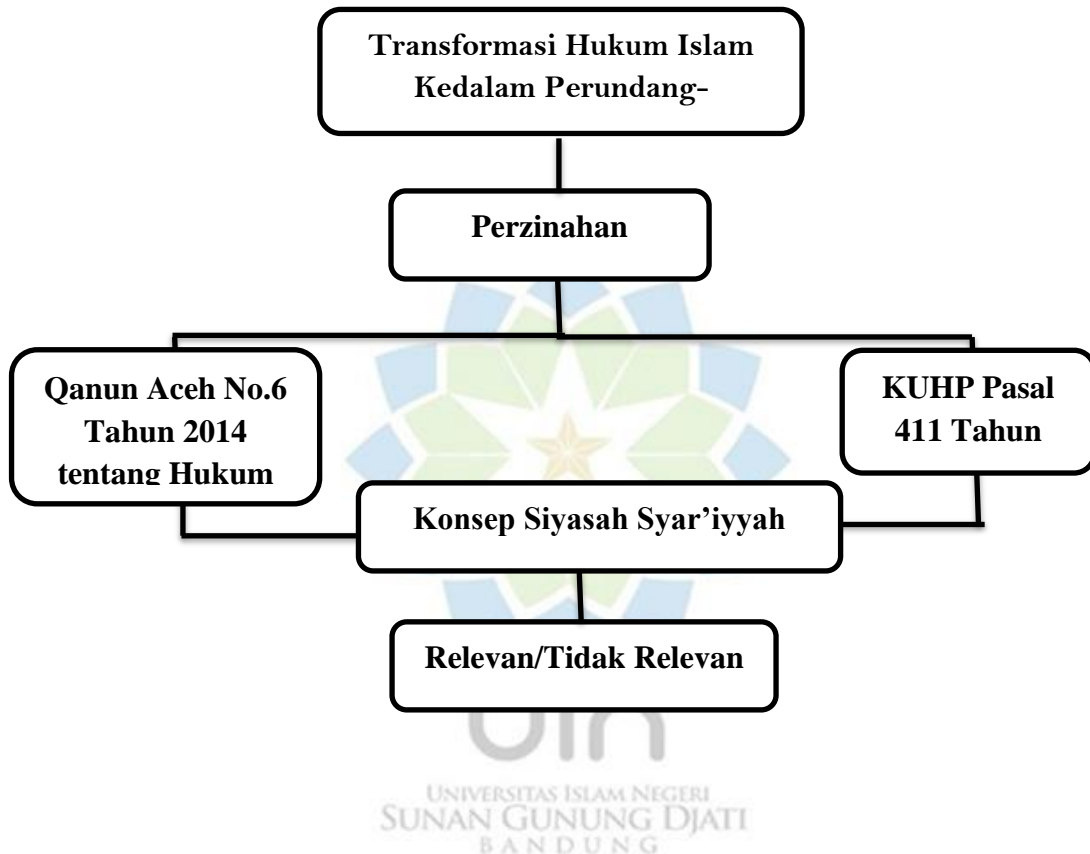 Transformasi Hukum Islam
Kedalam Perundang-
Perzinahan
Qanun Aceh No.6
Tahun 2014
tentang Hukum
KUHP Pasal
411 Tahun
Konsep Siyasah Syar’iyyah
Relevan/Tidak Relevan
uin
UNIVERSITAS ISLAM NEGERI
SUNAN GUNUNG DJATI
BANDUNG